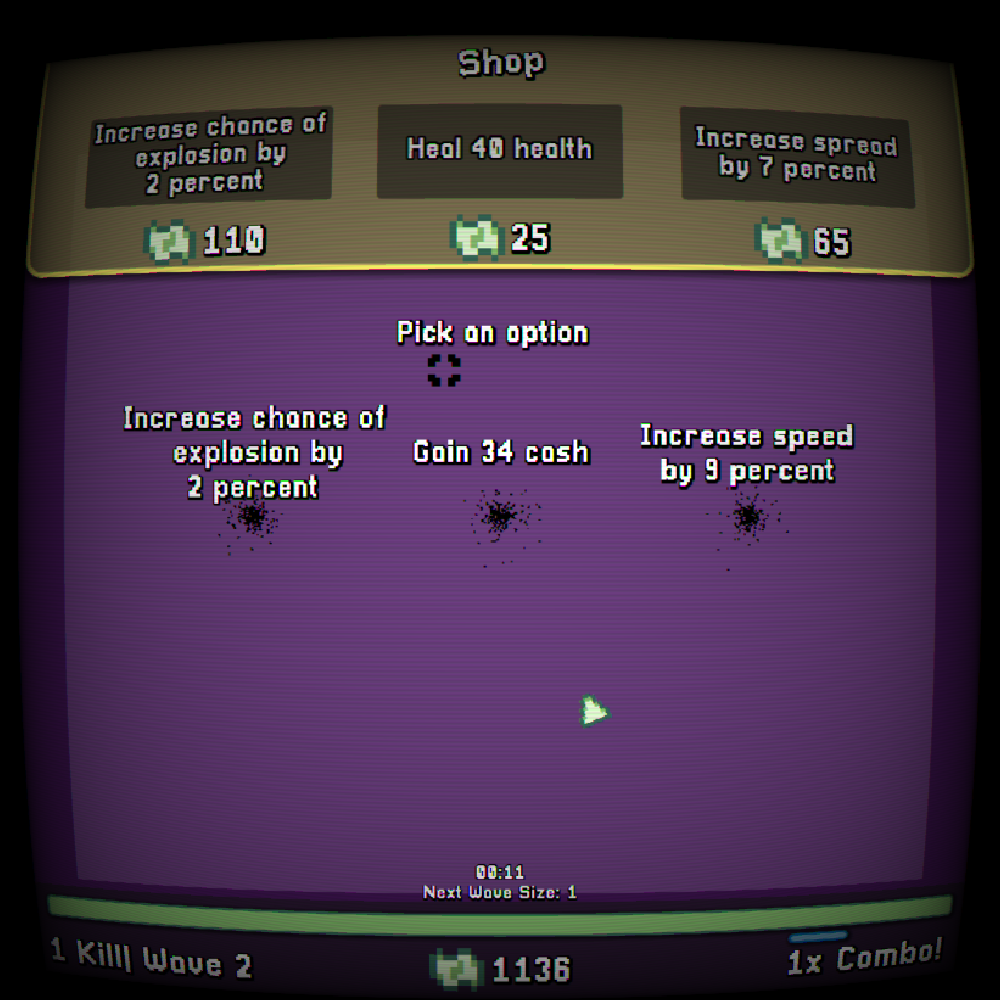 Shop
Increase chance of
explosion by
2 percent
Heal 40 health
Increase spread
by 7 percent
110
25
65
Pick an option
Increase chance of
explosion by
2 percent
Gain 34 cash
Increase speed
by 9 percent
00:11
Next Wave Size: 1
1 Kill| Wave 2
1136
1x Combo!